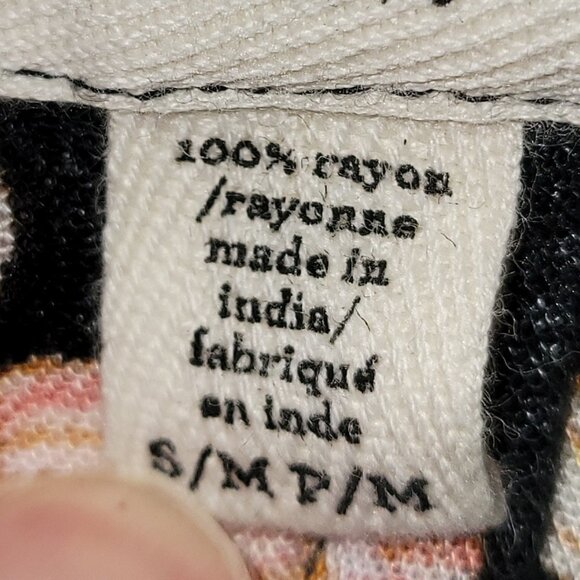 100% rayon
/rayonne
made in
india/
fabriqué
en inde
S/M P/M